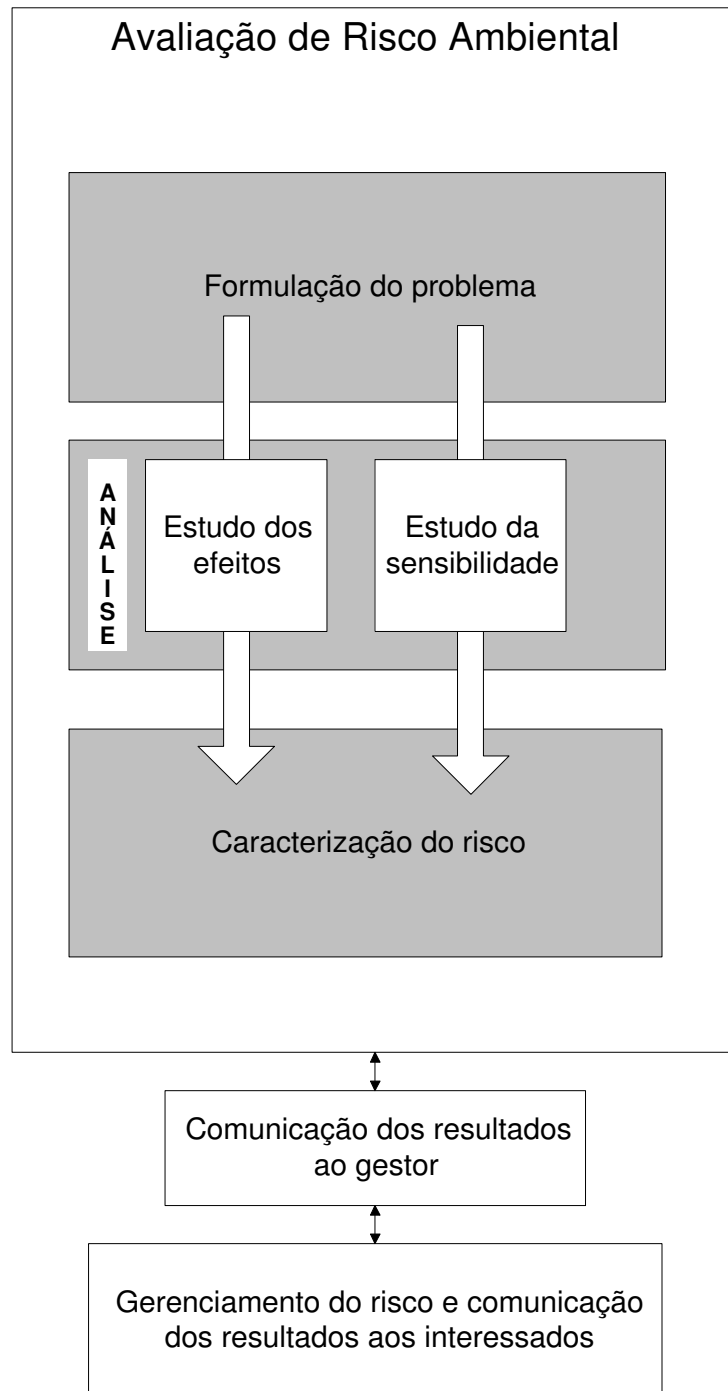 Avaliação de Risco Ambiental
Formulação do problema
ANÁLISE
Estudo dos
efeitos
Estudo da
sensibilidade
Caracterização do risco
Comunicação dos resultados
ao gestor
Gerenciamento do risco e comunicação
dos resultados aos interessados